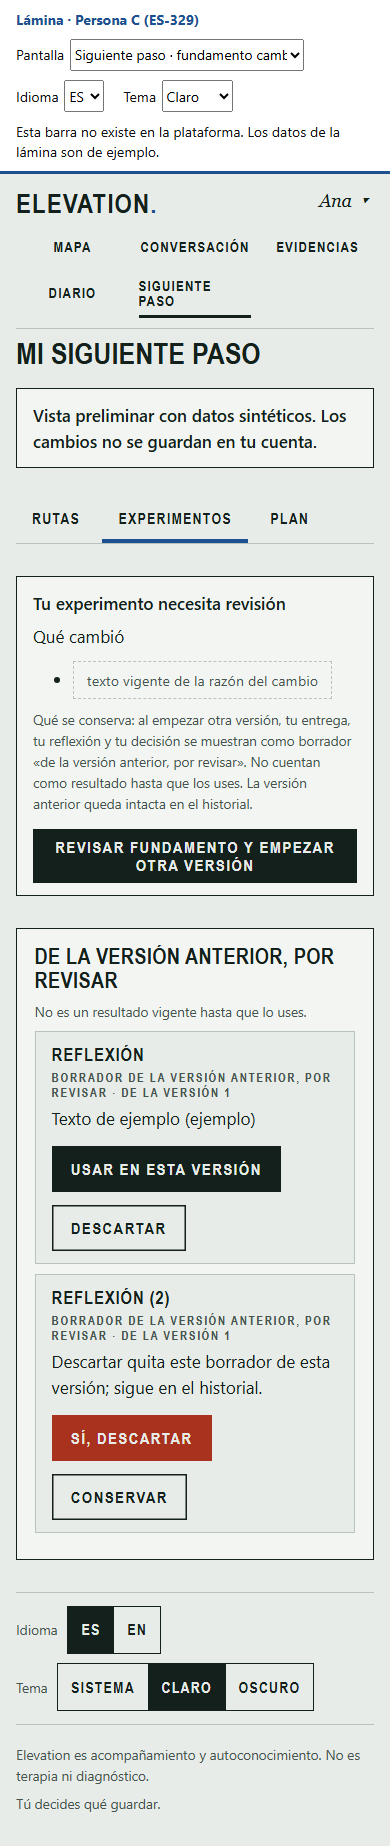 Lámina · Persona C (ES-329)
Pantalla Siguiente paso · fundamento camb
Idioma ES Tema Claro
Esta barra no existe en la plataforma. Los datos de la
lámina son de ejemplo.
ELEVATION.
Ana
MAPA CONVERSACIÓN EVIDENCIAS
DIARIO SIGUIENTE
PASO
MI SIGUIENTE PASO
Vista preliminar con datos sintéticos. Los
cambios no se guardan en tu cuenta.
RUTAS EXPERIMENTOS PLAN
Tu experimento necesita revisión
Qué cambió
• texto vigente de la razón del cambio
Qué se conserva: al empezar otra versión, tu entrega,
tu reflexión y tu decisión se muestran como borrador
«de la versión anterior, por revisar». No cuentan
como resultado hasta que los uses. La versión
anterior queda intacta en el historial.
REVISAR FUNDAMENTO Y EMPEZAR
OTRA VERSIÓN
DE LA VERSIÓN ANTERIOR, POR
REVISAR
No es un resultado vigente hasta que lo uses.
REFLEXIÓN
BORRADOR DE LA VERSIÓN ANTERIOR, POR
REVISAR · DE LA VERSIÓN 1
Texto de ejemplo (ejemplo)
USAR EN ESTA VERSIÓN
DESCARTAR
REFLEXIÓN (2)
BORRADOR DE LA VERSIÓN ANTERIOR, POR
REVISAR · DE LA VERSIÓN 1
Descartar quita este borrador de esta
versión; sigue en el historial.
SÍ, DESCARTAR
CONSERVAR
Idioma ES EN
Tema SISTEMA CLARO OSCURO
Elevation es acompañamiento y autoconocimiento. No es
terapia ni diagnóstico.
Tú decides qué guardar.